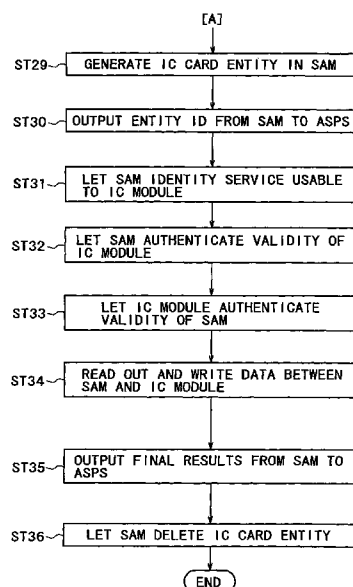 [A]
ST29 GENERATE IC CARD ENTITY IN SAM
ST30 OUTPUT ENTITY ID FROM SAM TO ASPS
ST31 LET SAM IDENTITY SERVICE USABLE
TO IC MODULE
ST32 LET SAM AUTHENTICATE VALIDITY OF
IC MODULE
ST33 LET IC MODULE AUTHENTICATE
VALIDITY OF SAM
ST34 READ OUT AND WRITE DATA BETWEEN
SAM AND IC MODULE
ST35 OUTPUT FINAL RESULTS FROM SAM TO
ASPS
ST36 LET SAM DELETE IC CARD ENTITY
END